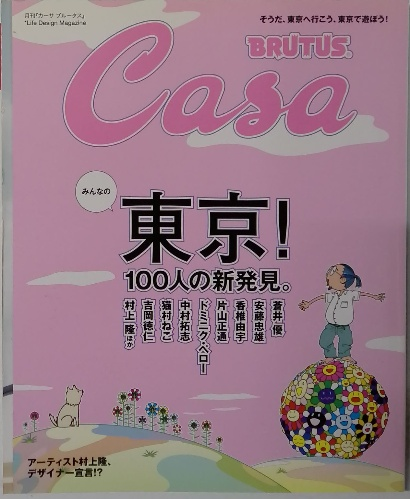 月刊「カーサ ブルータス」
"Life Design Magazine
そうだ、東京へ行こう、東京で遊ぼう!
BRUTUS®
Casa
みんなの
東京!
100人の新発見。
蒼井 優
安藤忠雄
香椎由宇
片山正通
ドミニク・ペロー
中村拓志
猫村ねこ
吉岡徳仁
村上 隆ほか
アーティスト村上隆、
デザイナー宣言!?